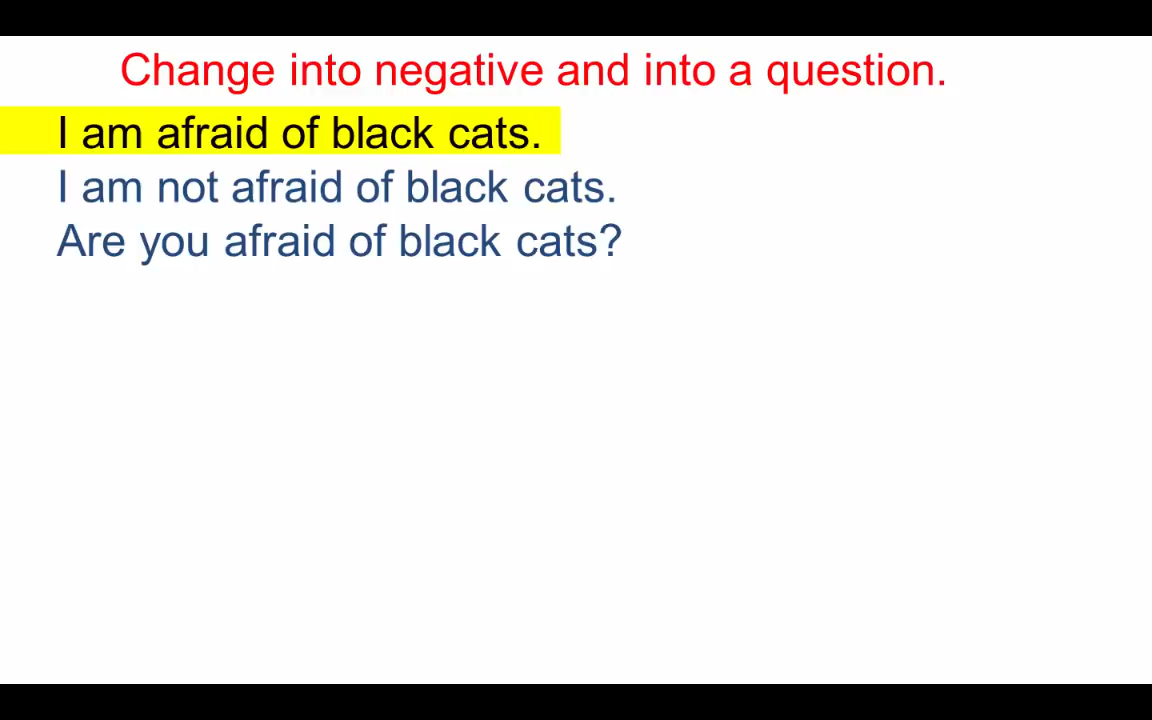 Change into negative and into a question.
I am afraid of black cats.
I am not afraid of black cats.
Are you afraid of black cats?